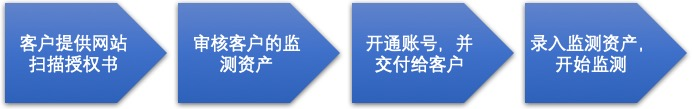 客户提供网站
扫描授权书
审核客户的监
测资产
开通账号，并
交付给客户
录入监测资产，
开始监测